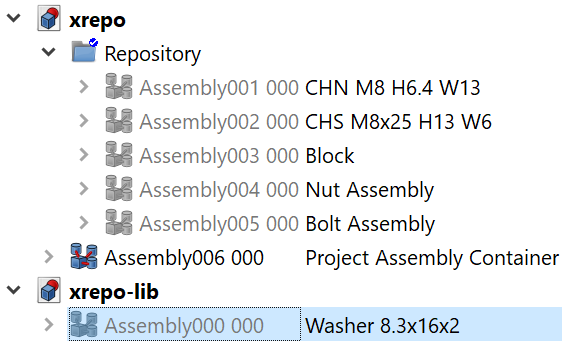 xrepo
Repository
Assembly001 000 CHN M8 H6.4 W13
Assembly002 000 CHS M8x25 H13 W6
Assembly003 000 Block
Assembly004 000 Nut Assembly
Assembly005 000 Bolt Assembly
Assembly006 000 Project Assembly Container
xrepo-lib
Assembly000 000 Washer 8.3x16x2